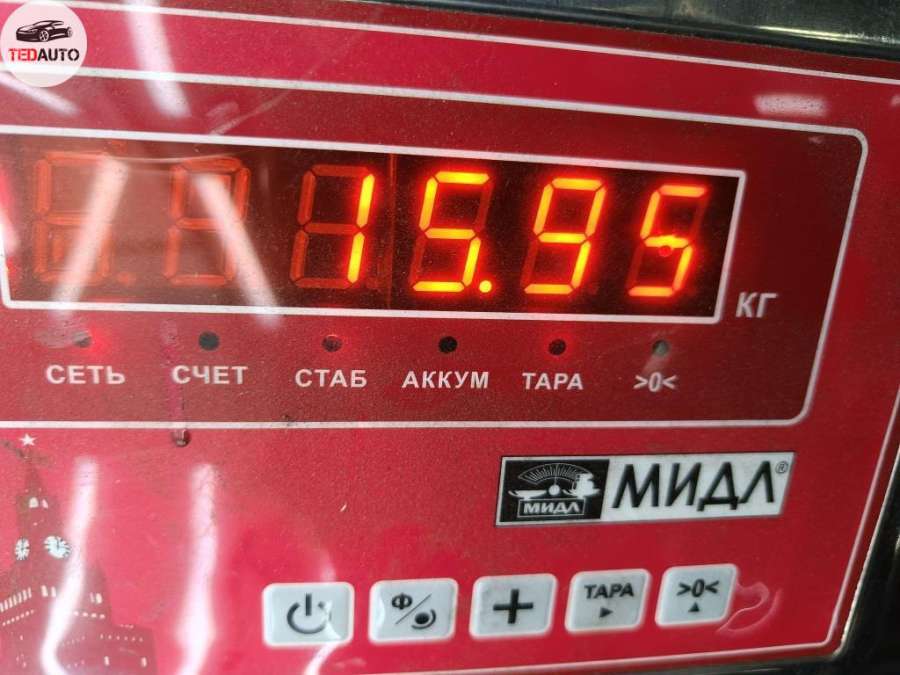 TEDAUTO
15.95
КГ
СЕТЬ СЧЕТ СТАБ АККУМ ТАРА >0<
МИДЛ МИДЛ®
Ф + ТАРА >0<